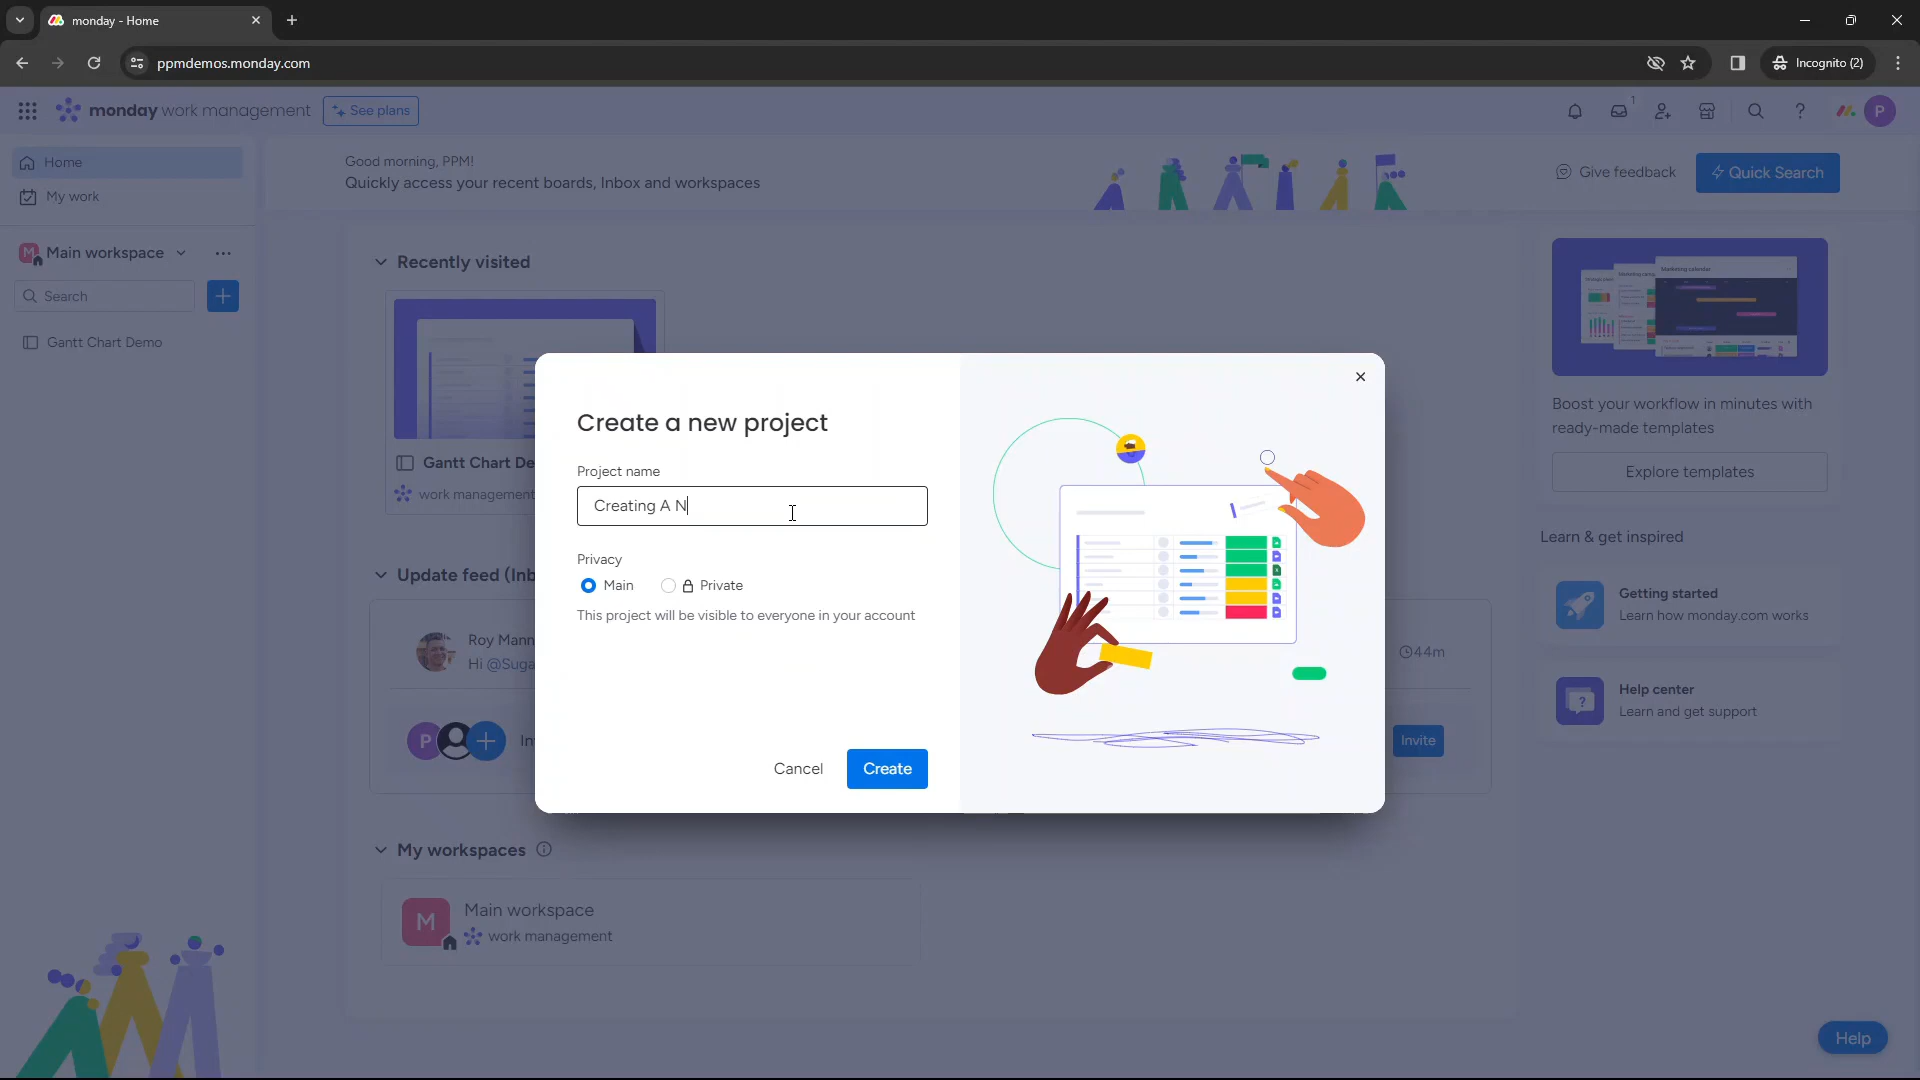 monday - Home
ppmdemos.monday.com
Incognito (2)
monday work management
See plans
1
P
Home
My work
Good morning, PPM!
Quickly access your recent boards, Inbox and workspaces
Give feedback
Quick Search
M Main workspace
Search
Gantt Chart Demo
Recently visited
Gantt Chart De
work management
Marketing calendar
Boost your workflow in minutes with
ready-made templates
Explore templates
Learn & get inspired
Getting started
Learn how monday.com works
Help center
Learn and get support
Create a new project
Project name
Creating A N
Privacy
Main
Private
This project will be visible to everyone in your account
Cancel
Create
Update feed (Inb
Roy Mann
Hi @Suga
44m
P
In
Invite
My workspaces
M
Main workspace
work management
Help